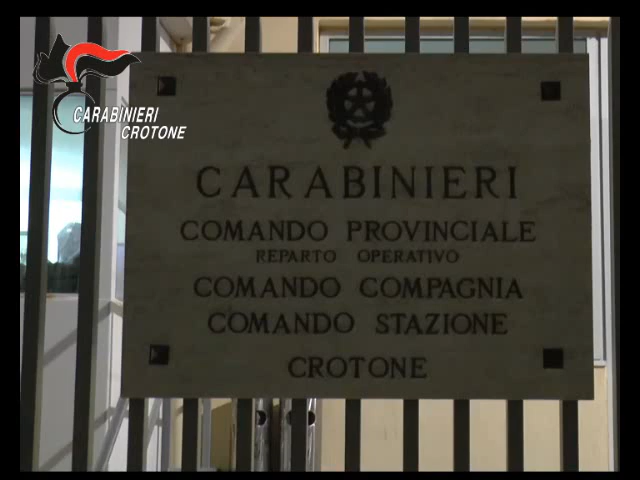 CARABINIERI
CROTONE
CARABINIERI
COMANDO PROVINCIALE
REPARTO OPERATIVO
COMANDO COMPAGNIA
COMANDO STAZIONE
CROTONE